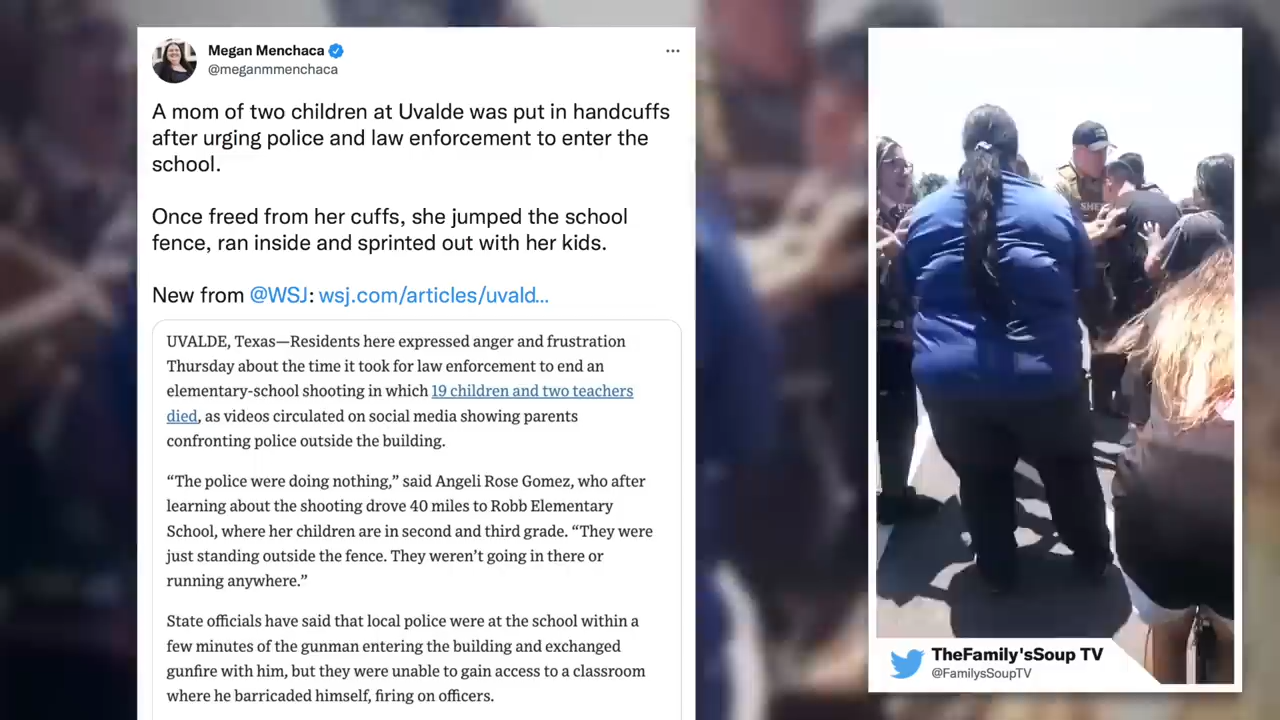 Megan Menchaca
@meganmmenchaca
A mom of two children at Uvalde was put in handcuffs
after urging police and law enforcement to enter the
school.
Once freed from her cuffs, she jumped the school
fence, ran inside and sprinted out with her kids.
New from @WSJ: wsj.com/articles/uvald...
UVALDE, Texas—Residents here expressed anger and frustration
Thursday about the time it took for law enforcement to end an
elementary-school shooting in which 19 children and two teachers
died, as videos circulated on social media showing parents
confronting police outside the building.
“The police were doing nothing,” said Angeli Rose Gomez, who after
learning about the shooting drove 40 miles to Robb Elementary
School, where her children are in second and third grade. “They were
just standing outside the fence. They weren’t going in there or
running anywhere.”
State officials have said that local police were at the school within a
few minutes of the gunman entering the building and exchanged
gunfire with him, but they were unable to gain access to a classroom
where he barricaded himself, firing on officers.
TheFamily'sSoup TV
@FamilysSoupTV